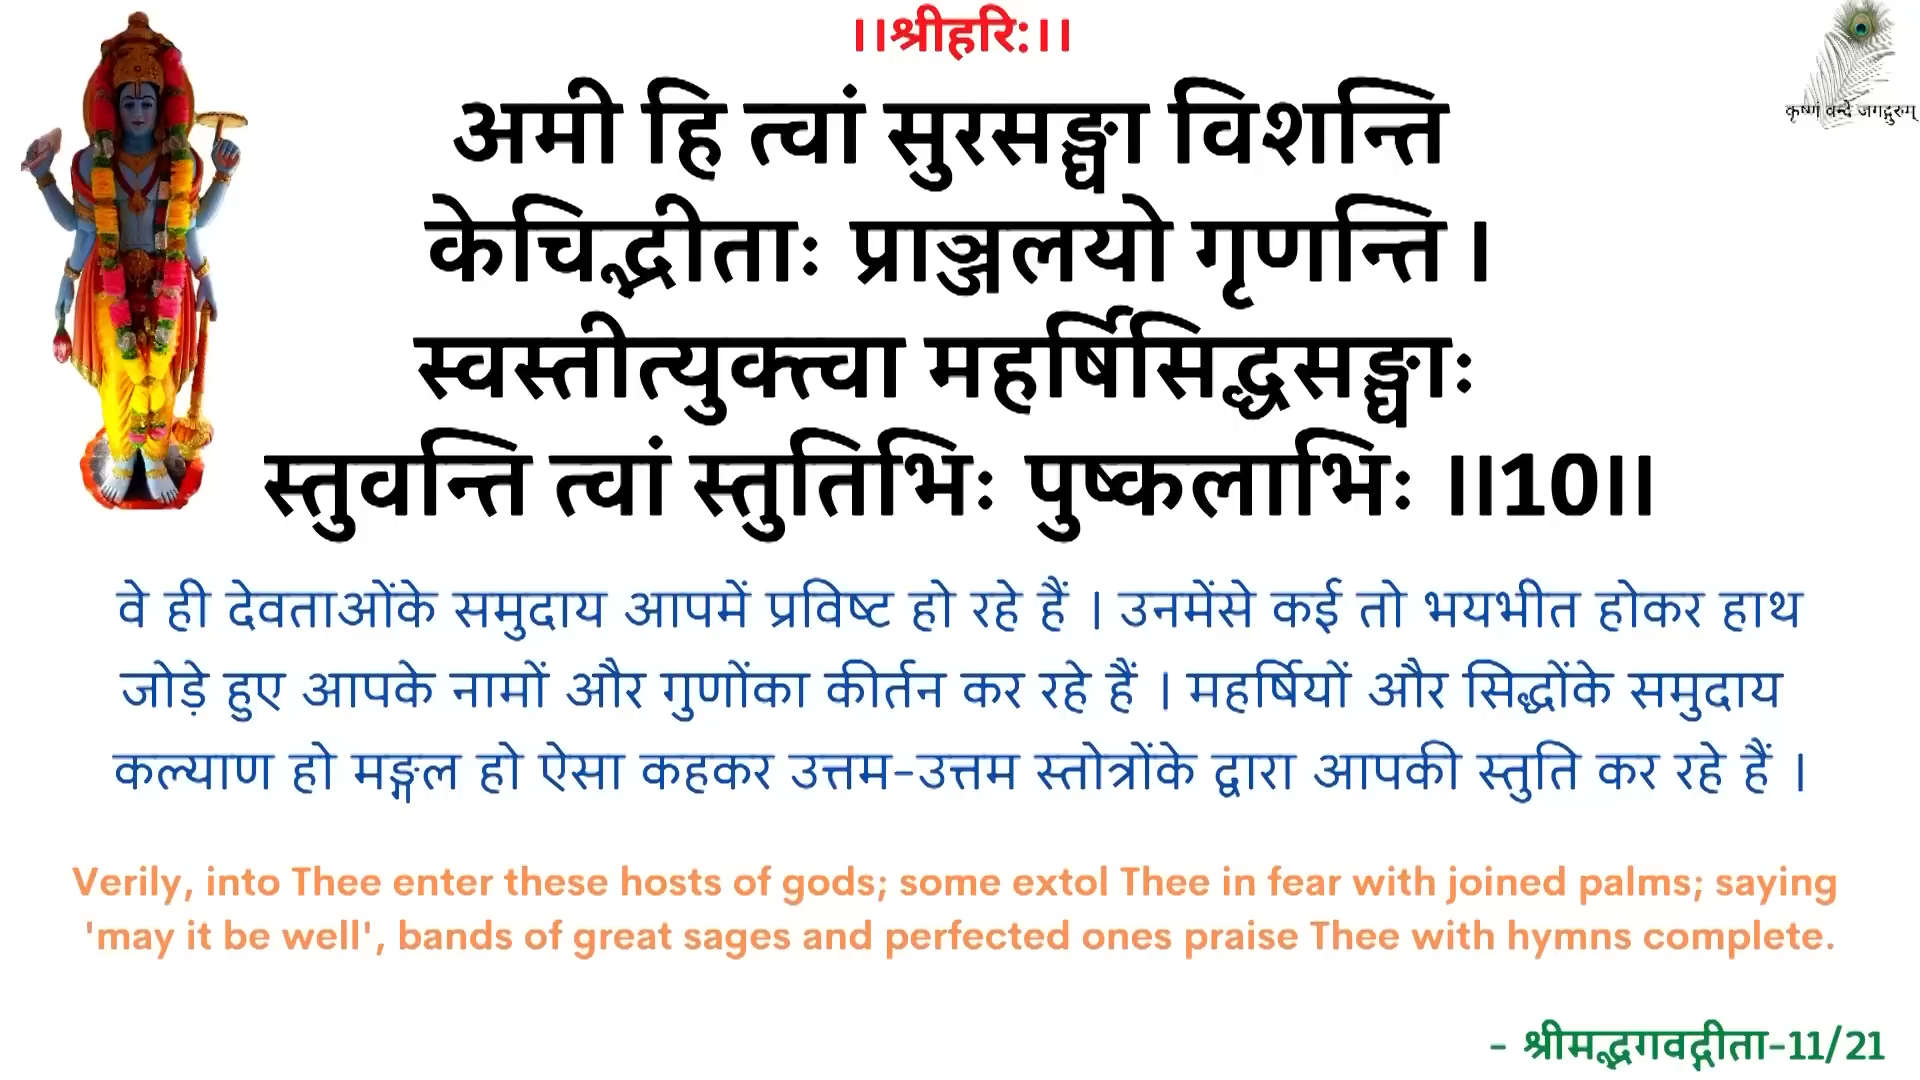 ।।श्रीहरि:।।
कृष्णं वन्दे जगद्गुरुम्
अमी हि त्वां सुरसङ्घा विशन्ति
केचिद्भीताः प्राञ्जलयो गृणन्ति ।
स्वस्तीत्युक्त्वा महर्षिसिद्धसङ्घाः
स्तुवन्ति त्वां स्तुतिभिः पुष्कलाभिः ॥10॥
वे ही देवताओंके समुदाय आपमें प्रविष्ट हो रहे हैं । उनमेंसे कई तो भयभीत होकर हाथ
जोड़े हुए आपके नामों और गुणोंका कीर्तन कर रहे हैं । महर्षियों और सिद्धोंके समुदाय
कल्याण हो मङ्गल हो ऐसा कहकर उत्तम-उत्तम स्तोत्रोंके द्वारा आपकी स्तुति कर रहे हैं ।
Verily, into Thee enter these hosts of gods; some extol Thee in fear with joined palms; saying
'may it be well', bands of great sages and perfected ones praise Thee with hymns complete.
- श्रीमद्भगवद्गीता-11/21